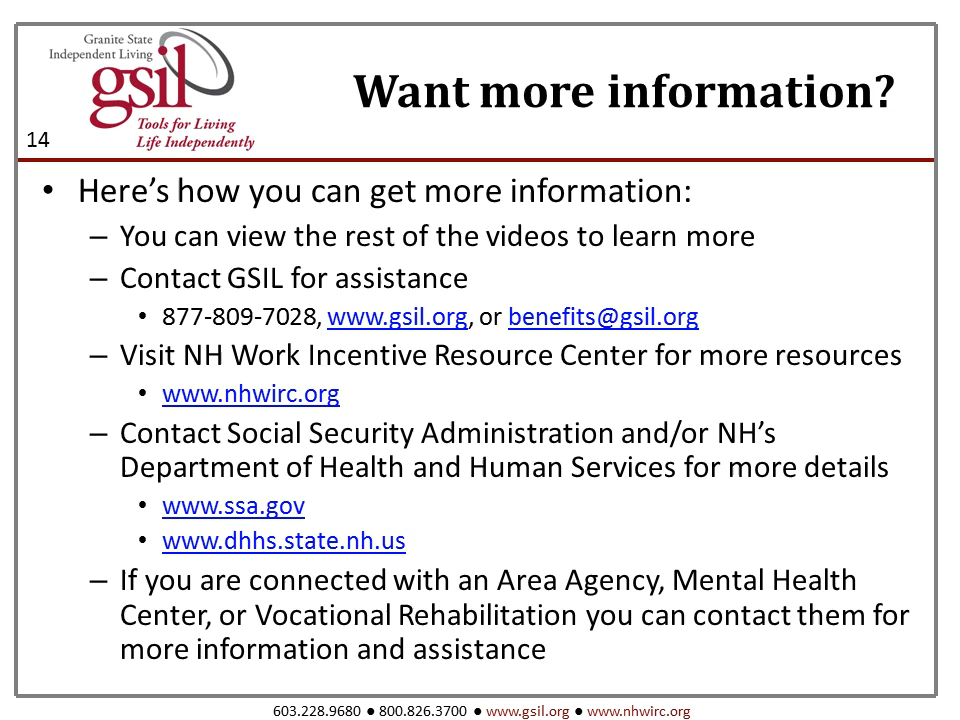 Granite State
Independent Living
gsil
Tools for Living
Life Independently
Want more information?
14
• Here’s how you can get more information:
– You can view the rest of the videos to learn more
– Contact GSIL for assistance
• 877-809-7028, www.gsil.org, or benefits@gsil.org
– Visit NH Work Incentive Resource Center for more resources
• www.nhwirc.org
– Contact Social Security Administration and/or NH’s
Department of Health and Human Services for more details
• www.ssa.gov
• www.dhhs.state.nh.us
– If you are connected with an Area Agency, Mental Health
Center, or Vocational Rehabilitation you can contact them for
more information and assistance
603.228.9680 ● 800.826.3700 ● www.gsil.org ● www.nhwirc.org